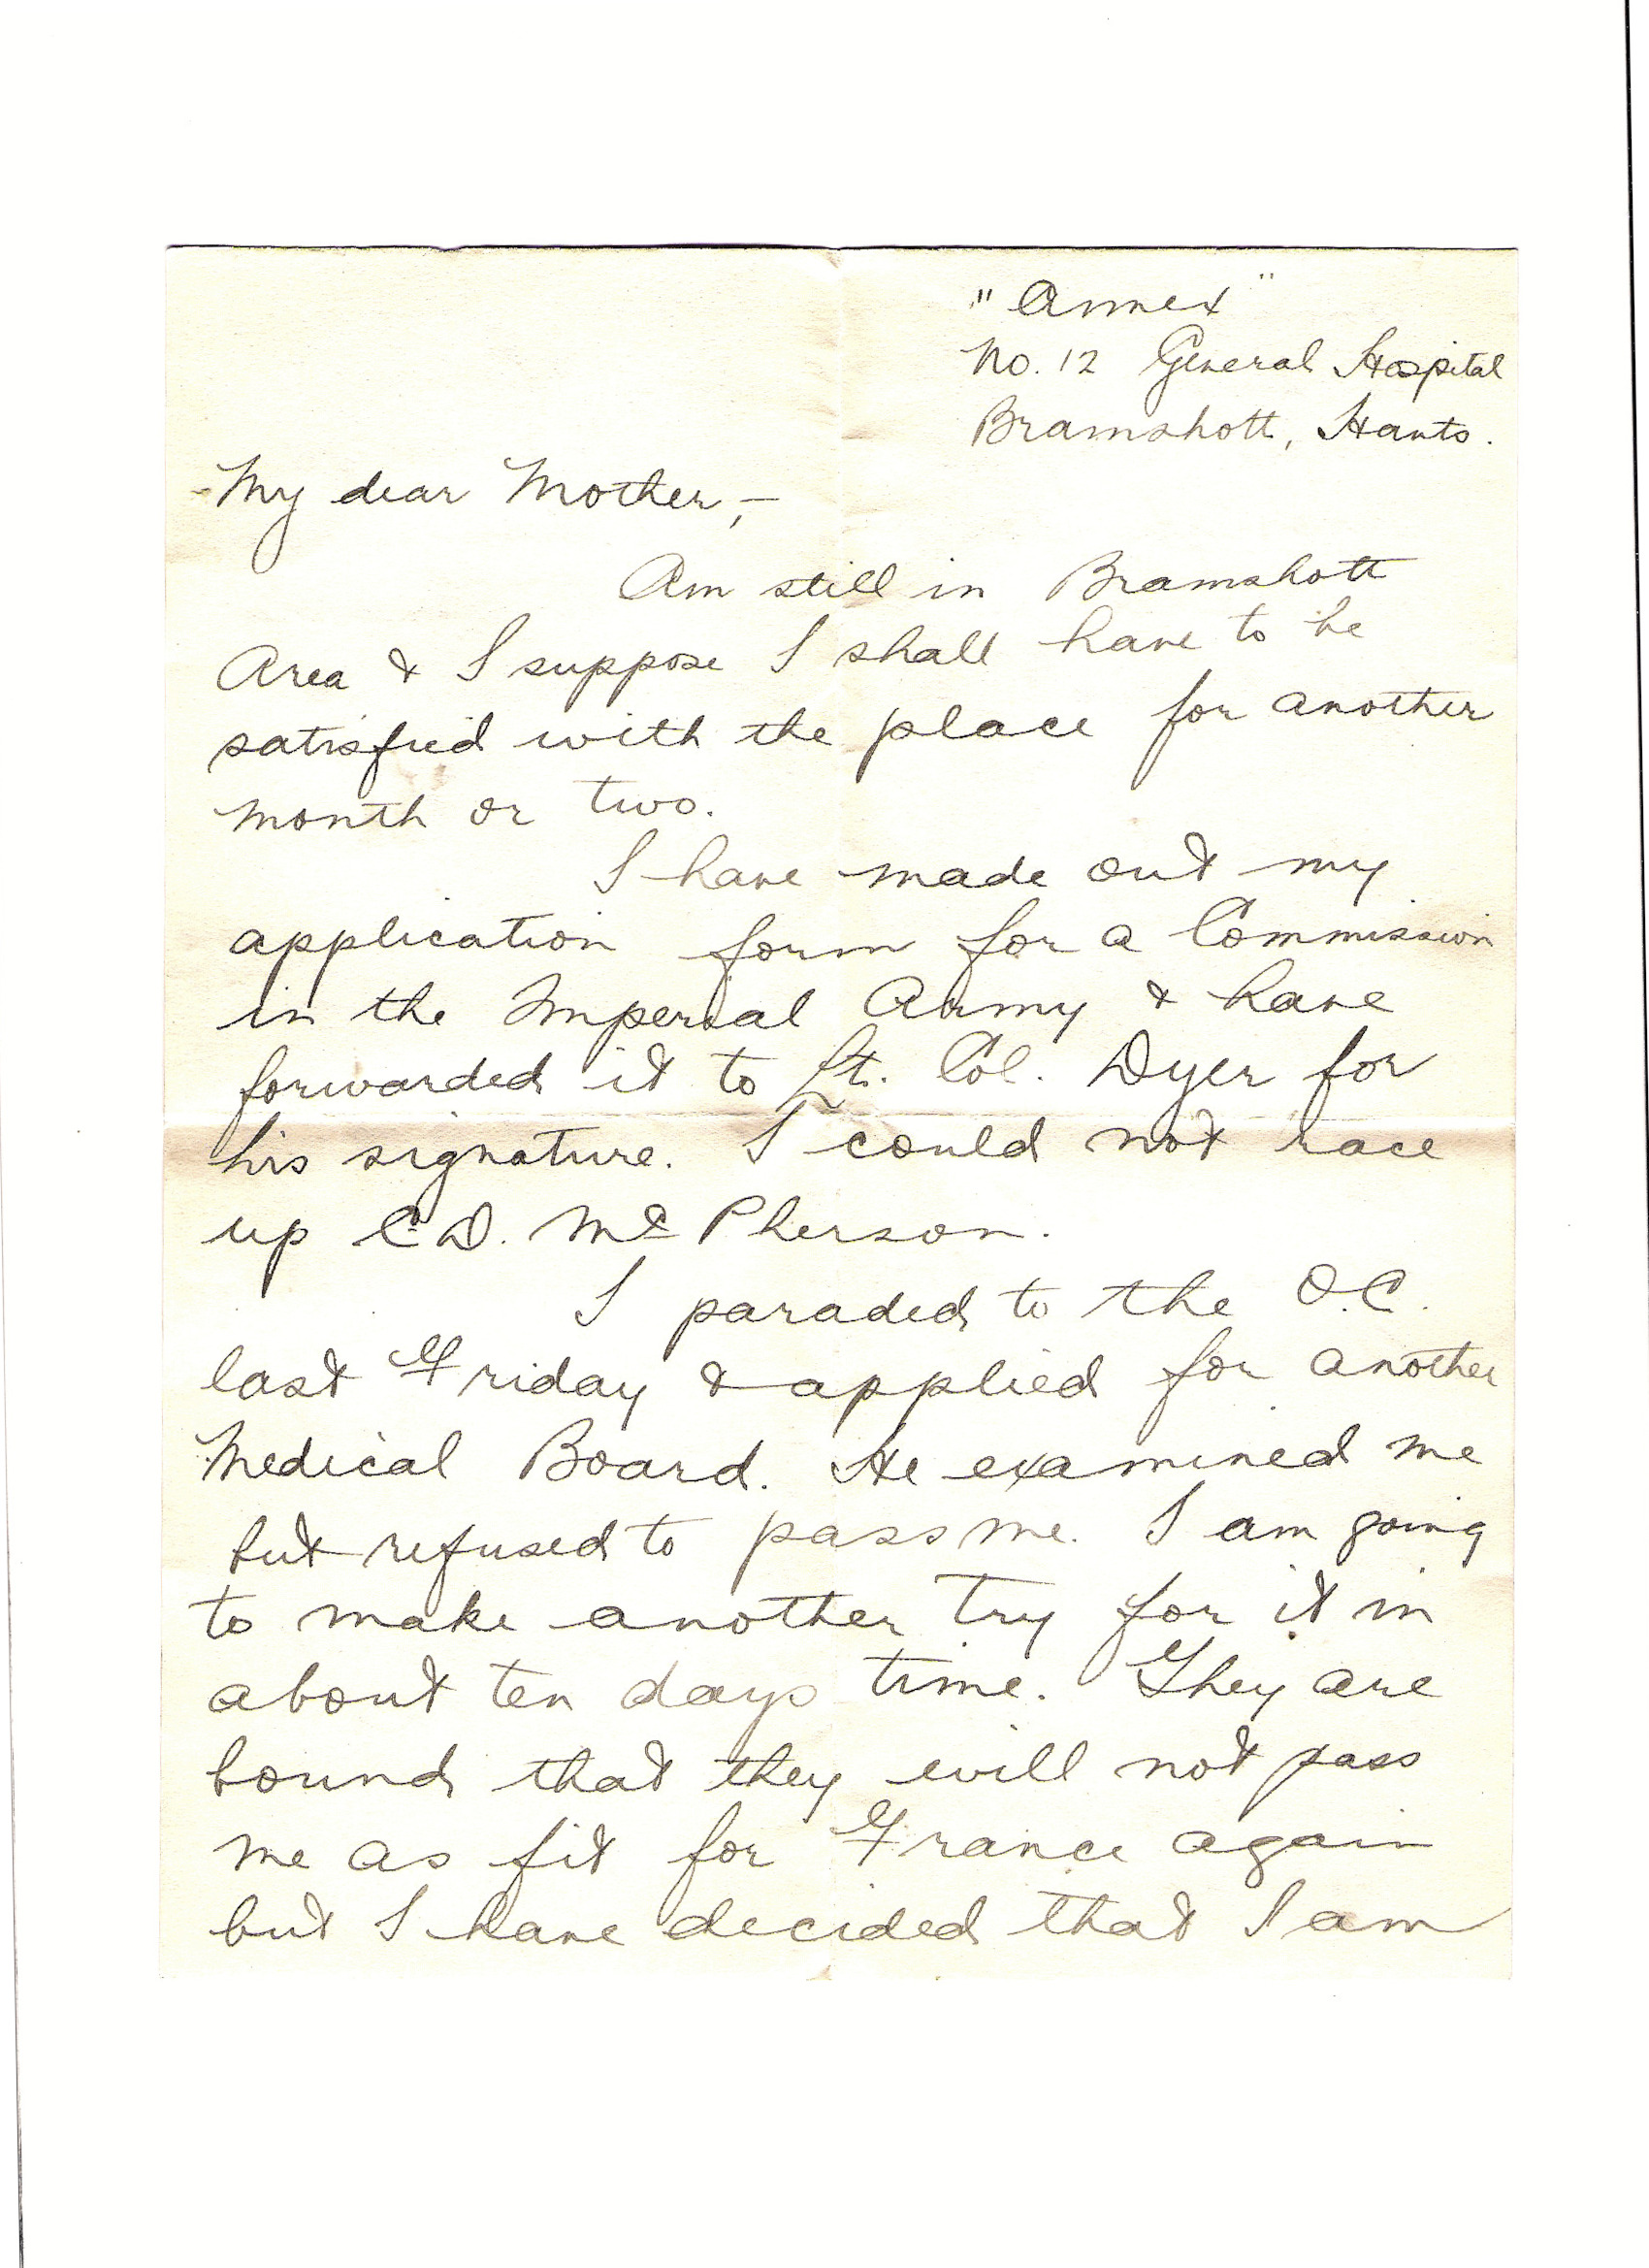 "Annex"
No. 12 General Hospital
Bramshott, Hants.
My dear Mother,—
Am still in Bramshott
Area & I suppose I shall have to be
satisfied with the place for another
month or two.
I have made out my
application form for a Commission
in the Imperial Army & have
forwarded it to Lt. Col. Dyer for
his signature. I could not race
up C.D. McPherson.
I paraded to the O.C.
last Friday & applied for another
Medical Board. He examined me
but refused to pass me. I am going
to make another try for it in
about ten days time. They are
bound that they will not pass
me as fit for France again
but I have decided that I am